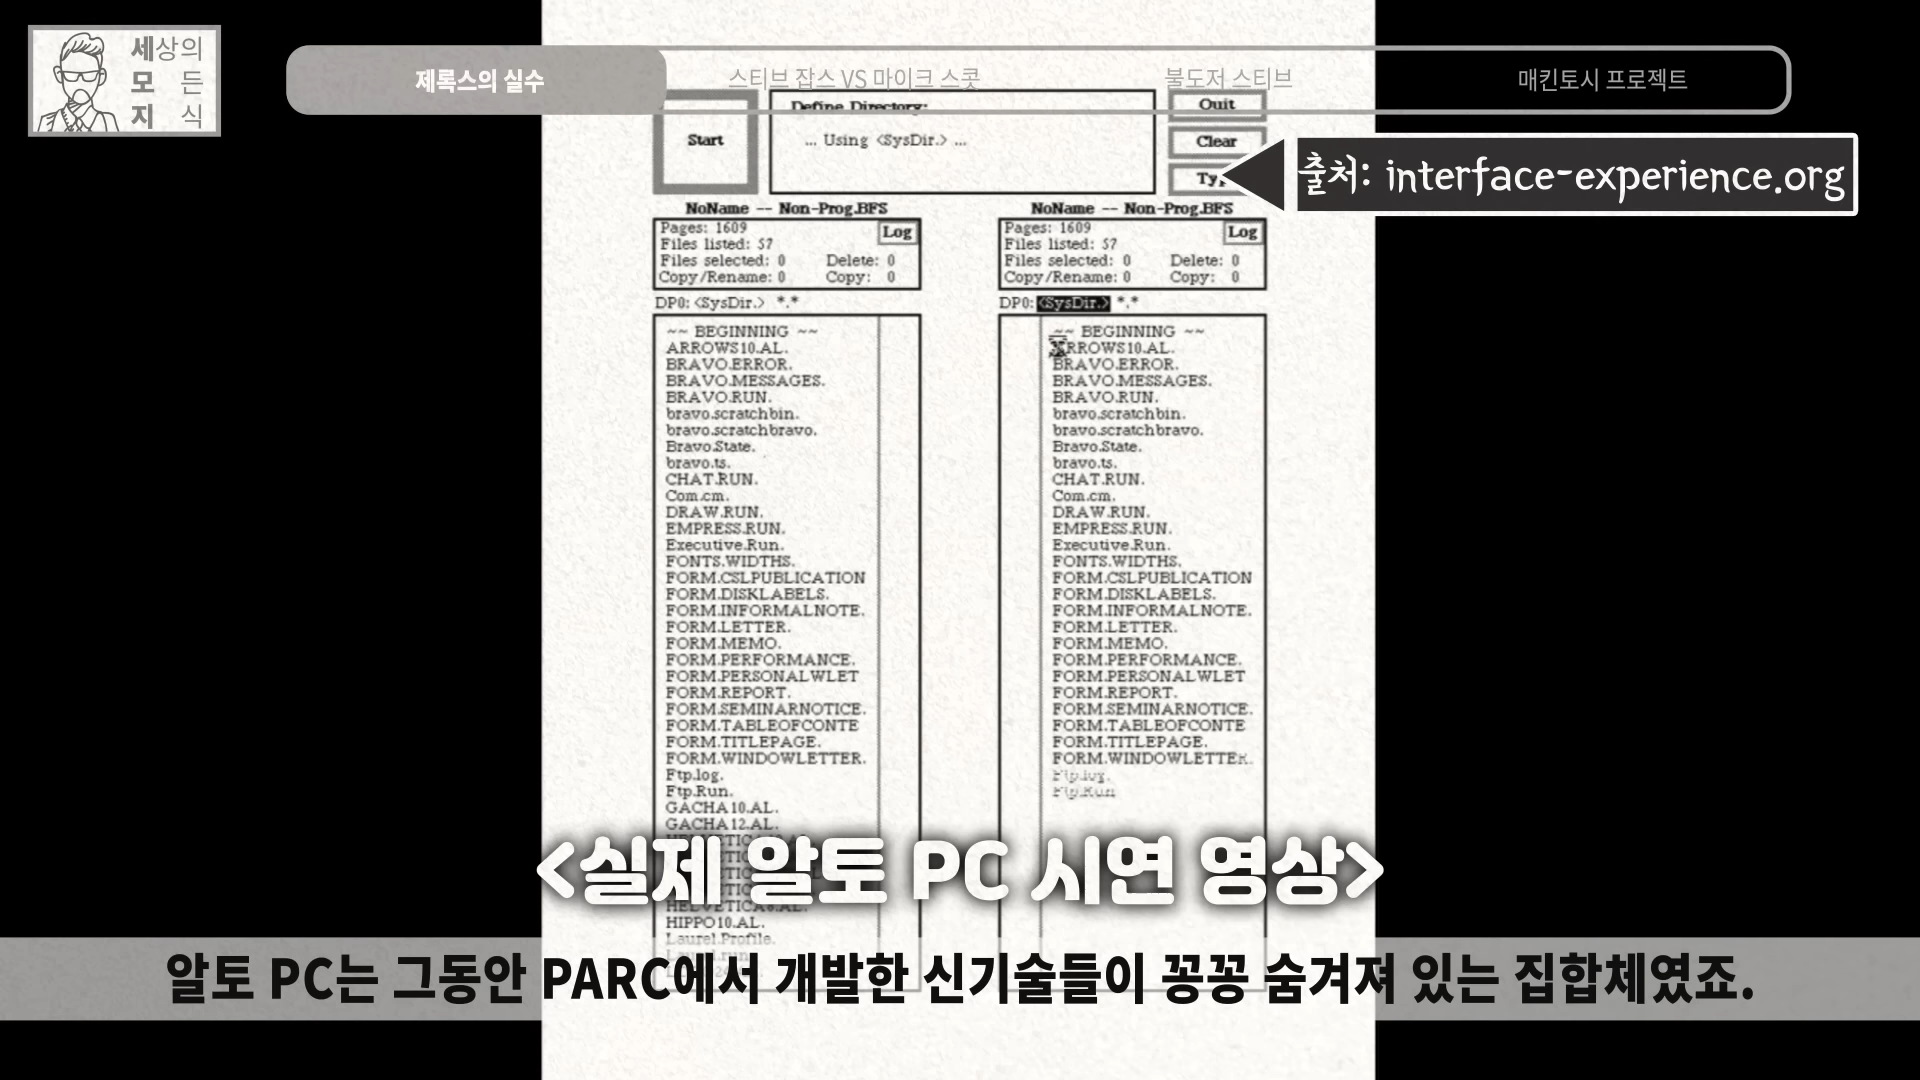 세상의
모 든
지 식
제록스의 실수
스티브 잡스 VS 마이크 스콧
불도저 스티브
매킨토시 프로젝트
Start
Define Directory:
... Using <SysDir.> ...
Quit
Clear
출처: interface-experience.org
NoName -- Non-Prog.BFS
Pages: 1609
Log
Files listed: 57
Files selected: 0 Delete: 0
Copy/Rename: 0 Copy: 0
DP0: <SysDir.> *.*
~~ BEGINNING ~~
ARROWS10.AL.
BRAVO.ERROR.
BRAVO.MESSAGES.
BRAVO.RUN.
bravo.scratchbin.
bravo.scratchbravo.
Bravo.State.
bravo.ts.
CHAT.RUN.
Com.cm.
DRAW.RUN.
EMPRESS.RUN.
Executive.Run.
FONTS.WIDTHS.
FORM.CSLPUBLICATION
FORM.DISKLABELS.
FORM.INFORMALNOTE.
FORM.LETTER.
FORM.MEMO.
FORM.PERFORMANCE.
FORM.PERSONALWLET
FORM.REPORT.
FORM.SEMINARNOTICE.
FORM.TABLEOFCONTE
FORM.TITLEPAGE.
FORM.WINDOWLETTER.
Ftp.log.
Ftp.Run.
GACHA10.AL.
GACHA12.AL.
HELVETICA8.AL.
HIPPO10.AL.
Laurel.Profile.
NoName -- Non-Prog.BFS
Pages: 1609
Log
Files listed: 57
Files selected: 0 Delete: 0
Copy/Rename: 0 Copy: 0
DP0: <SysDir.> *.*
~~ BEGINNING ~~
ARROWS10.AL.
BRAVO.ERROR.
BRAVO.MESSAGES.
BRAVO.RUN.
bravo.scratchbin.
bravo.scratchbravo.
Bravo.State.
bravo.ts.
CHAT.RUN.
Com.cm.
DRAW.RUN.
EMPRESS.RUN.
Executive.Run.
FONTS.WIDTHS.
FORM.CSLPUBLICATION
FORM.DISKLABELS.
FORM.INFORMALNOTE.
FORM.LETTER.
FORM.MEMO.
FORM.PERFORMANCE.
FORM.PERSONALWLET
FORM.REPORT.
FORM.SEMINARNOTICE.
FORM.TABLEOFCONTE
FORM.TITLEPAGE.
FORM.WINDOWLETTER.
Ftp.log.
Ftp.Run
<실제 알토 PC 시연 영상>
알토 PC는 그동안 PARC에서 개발한 신기술들이 꽁꽁 숨겨져 있는 집합체였죠.